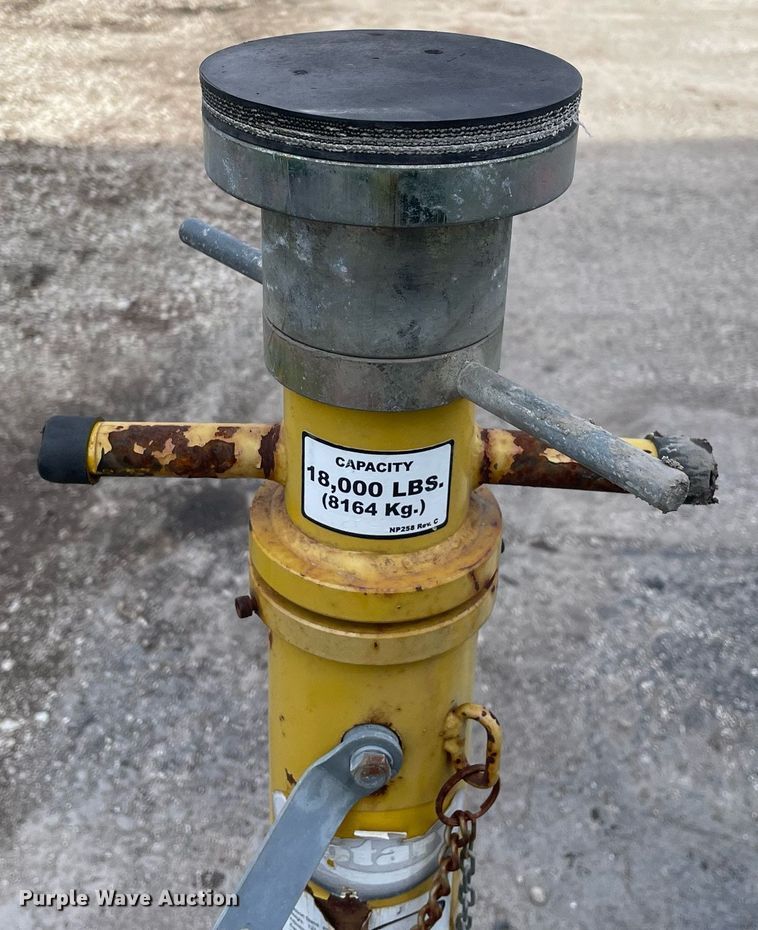 CAPACITY
18,000 LBS.
(8164 Kg.)
NP258 Rev. C
Purple Wave Auction